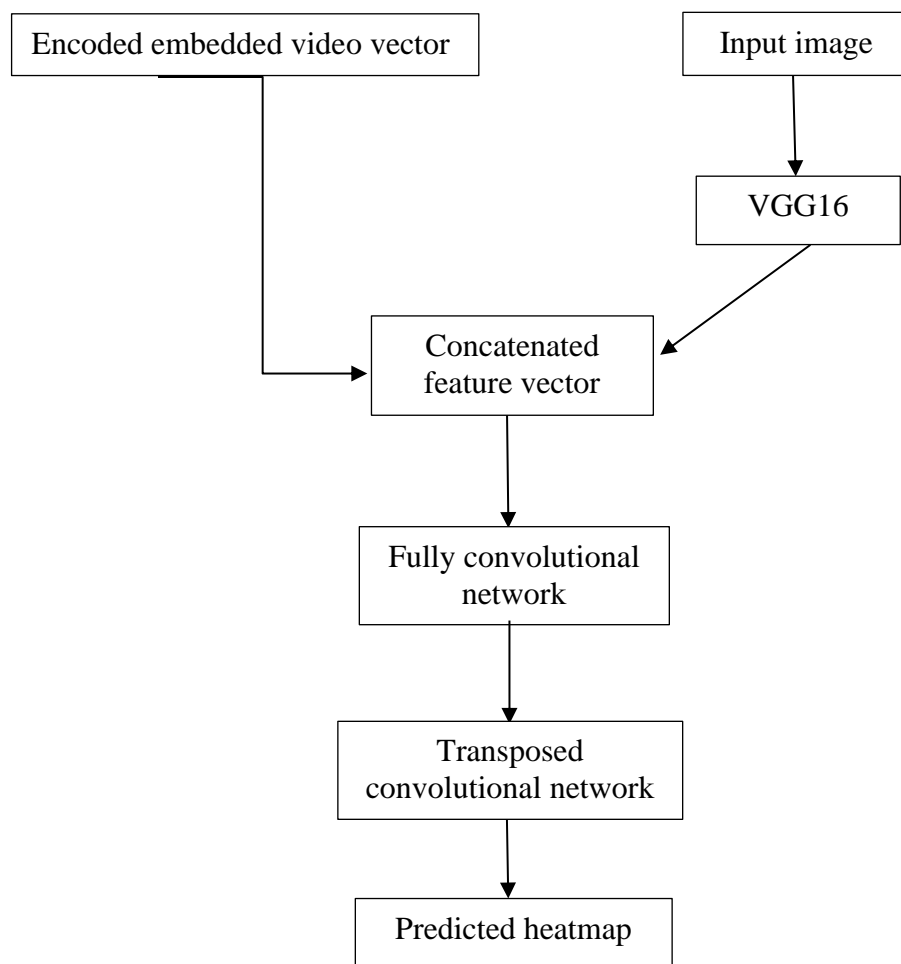 Encoded embedded video vector
Input image
VGG16
Concatenated
feature vector
Fully convolutional
network
Transposed
convolutional network
Predicted heatmap